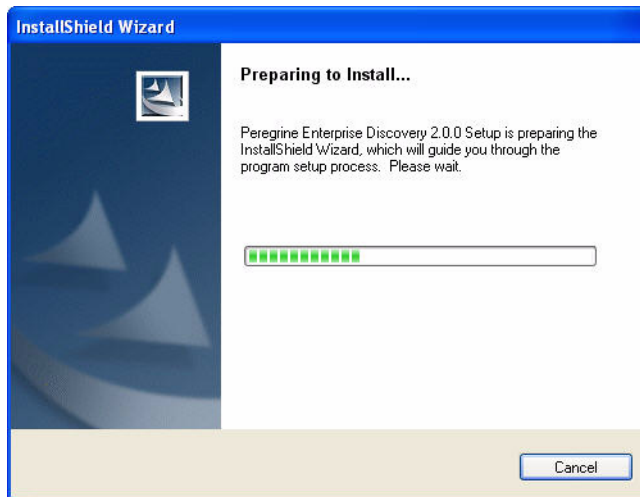 InstallShield Wizard
Preparing to Install...
Peregrine Enterprise Discovery 2.0.0 Setup is preparing the
InstallShield Wizard, which will guide you through the
program setup process. Please wait.
Cancel